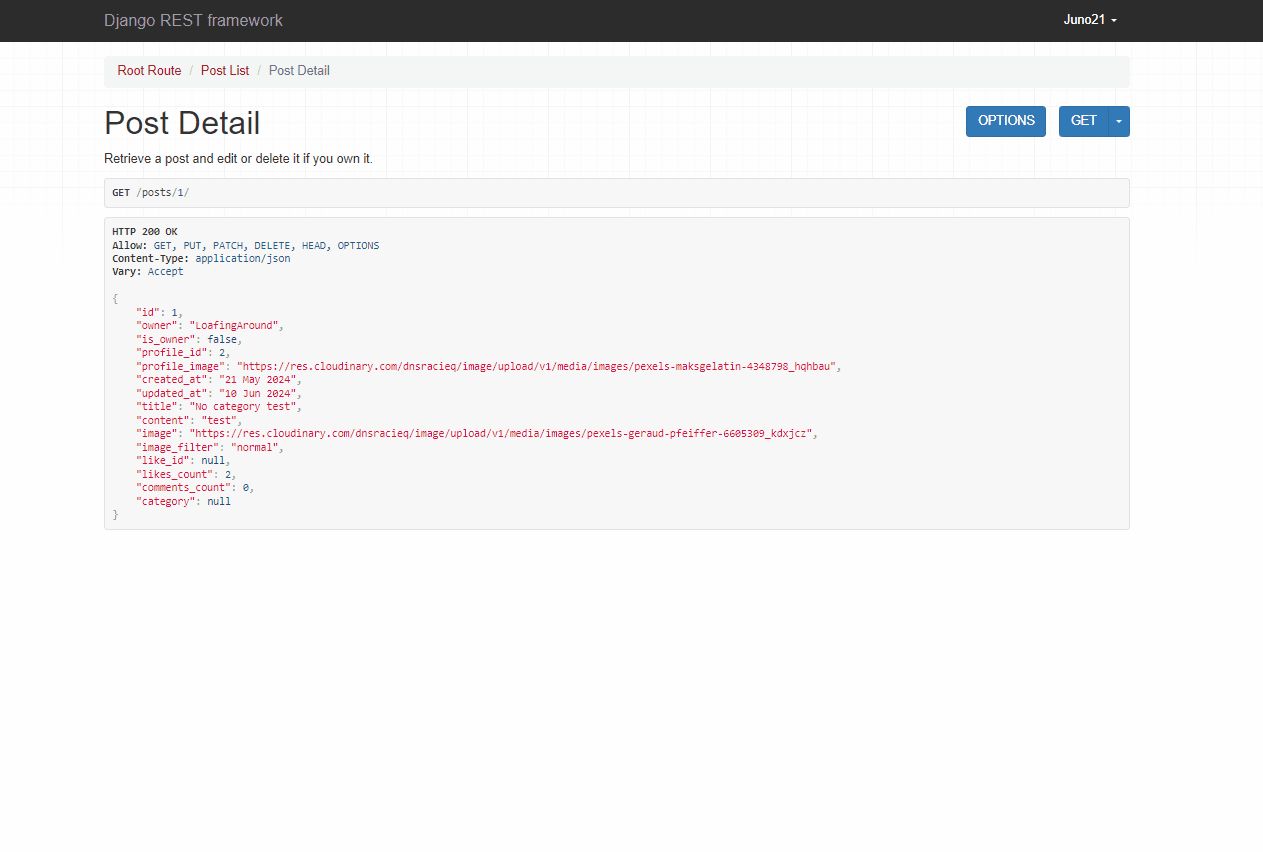 Django REST framework
Juno21
Root Route / Post List / Post Detail
Post Detail
OPTIONS
GET
Retrieve a post and edit or delete it if you own it.
GET /posts/1/
HTTP 200 OK
Allow: GET, PUT, PATCH, DELETE, HEAD, OPTIONS
Content-Type: application/json
Vary: Accept
{
    "id": 1,
    "owner": "LoafingAround",
    "is_owner": false,
    "profile_id": 2,
    "profile_image": "https://res.cloudinary.com/dnsracieq/image/upload/v1/media/images/pexels-maksgelatin-4348798_hqhbau",
    "created_at": "21 May 2024",
    "updated_at": "10 Jun 2024",
    "title": "No category test",
    "content": "test",
    "image": "https://res.cloudinary.com/dnsracieq/image/upload/v1/media/images/pexels-geraud-pfeiffer-6605309_kdxjcz",
    "image_filter": "normal",
    "like_id": null,
    "likes_count": 2,
    "comments_count": 0,
    "category": null
}